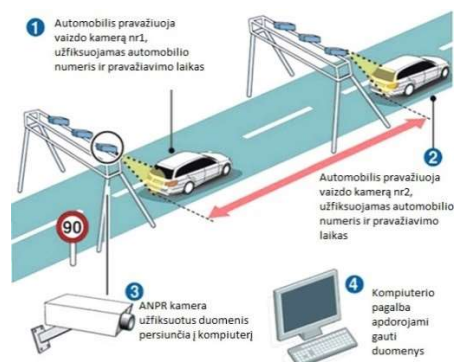 1
Automobilis pravažiuoja
vaizdo kamerą nr1,
užfiksuojamas automobilio
numeris ir pravažiavimo laikas
2
Automobilis pravažiuoja
vaizdo kamerą nr2,
užfiksuojamas automobilio
numeris ir pravažiavimo
laikas
90
3
ANPR kamera
užfiksuotus duomenis
persiunčia į kompiuterį
4
Kompiuterio
pagalba
apdorojami
gauti
duomenys